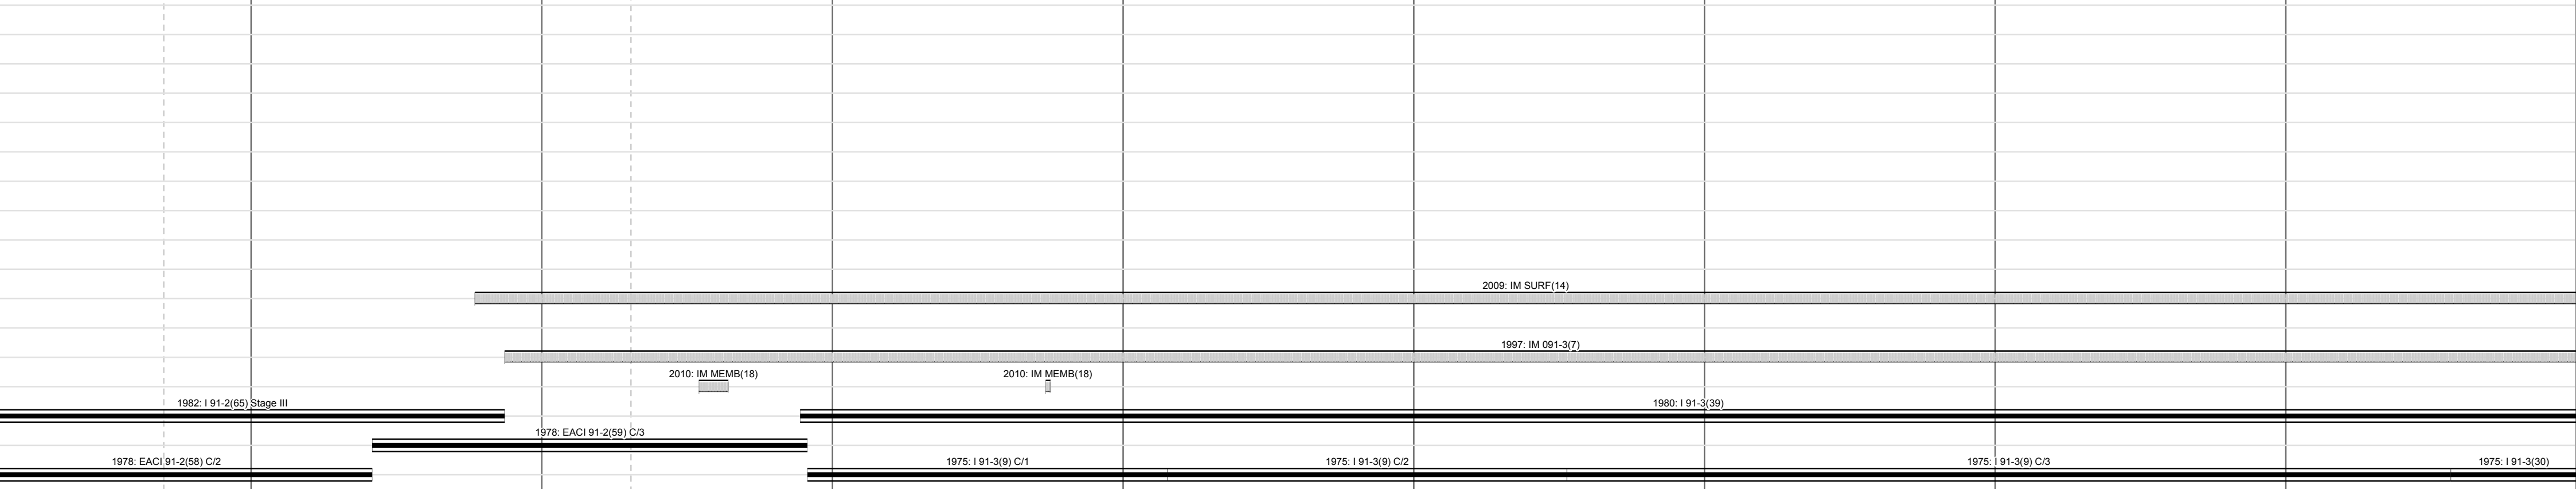 2009: IM SURF(14)
1997: IM 091-3(7)
2010: IM MEMB(18)
2010: IM MEMB(18)
1982: I 91-2(65) Stage III
1980: I 91-3(39)
1978: EACI 91-2(59) C/3
1978: EACI 91-2(58) C/2
1975: I 91-3(9) C/1
1975: I 91-3(9) C/2
1975: I 91-3(9) C/3
1975: I 91-3(30)